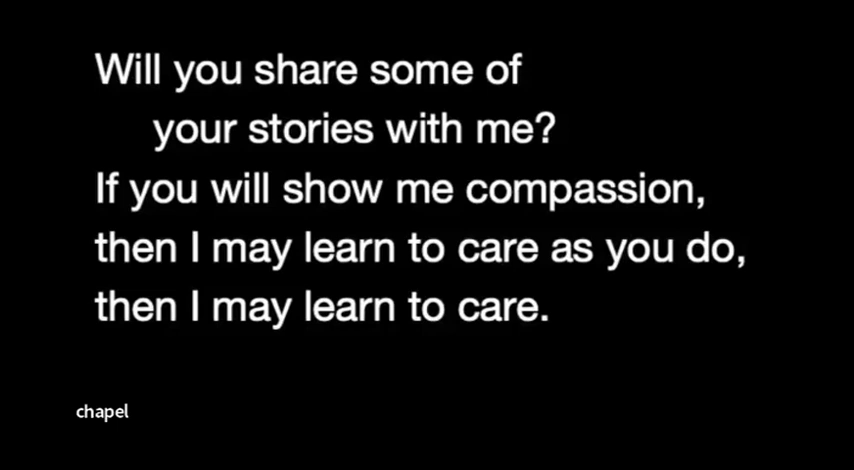 Will you share some of
your stories with me?
If you will show me compassion,
then I may learn to care as you do,
then I may learn to care.
chapel